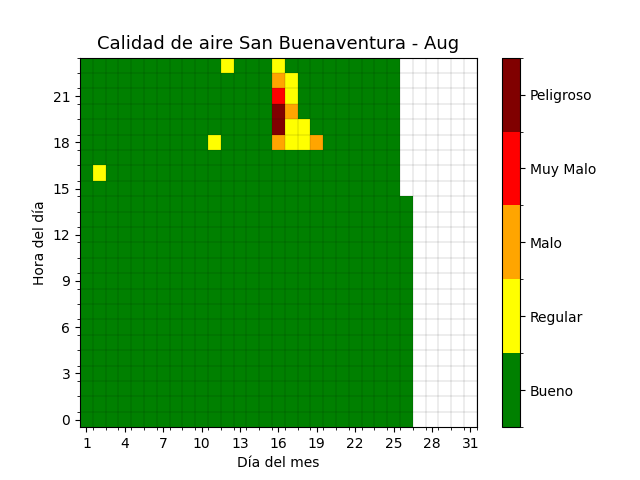 Calidad de aire San Buenaventura - Aug
Hora del día
21
18
15
12
9
6
3
0
1 4 7 10 13 16 19 22 25 28 31
Día del mes
Peligroso
Muy Malo
Malo
Regular
Bueno